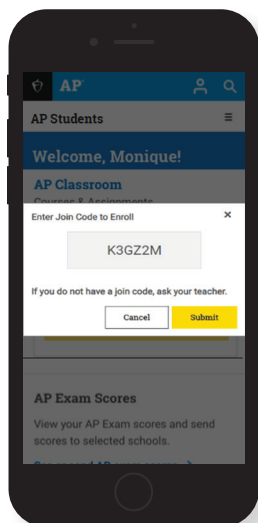 AP
AP Students
Welcome, Monique!
AP Classroom
Courses & Assignments
Enter Join Code to Enroll
K3GZ2M
If you do not have a join code, ask your teacher.
Cancel
Submit
AP Exam Scores
View your AP Exam scores and send
scores to selected schools.